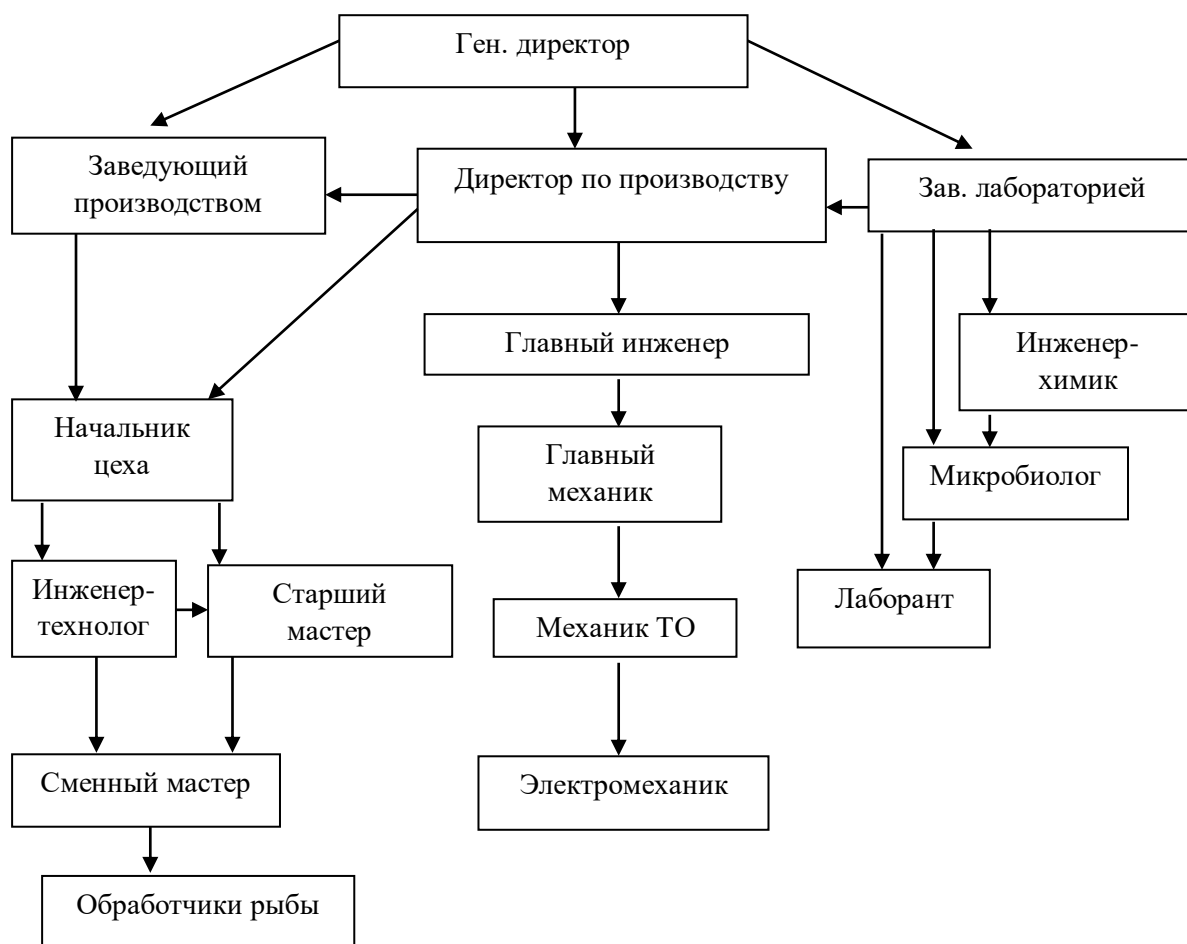 Ген. директор
Заведующий
производством
Директор по производству
Зав. лабораторией
Главный инженер
Инженер-
химик
Начальник
цеха
Главный
механик
Микробиолог
Инженер-
технолог
Старший
мастер
Механик ТО
Лаборант
Сменный мастер
Электромеханик
Обработчики рыбы